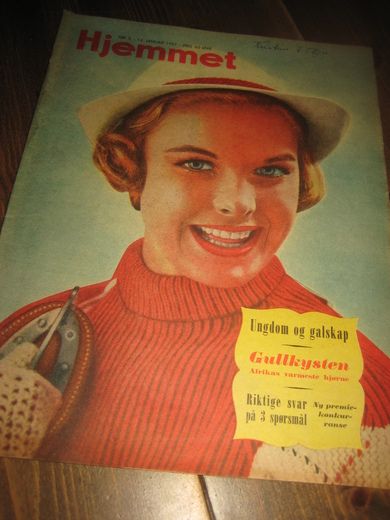 Hjemmet
Ungdom og galskap
Gullkysten
Afrikas varmeste hjørne
Riktige svar
på 3 spørsmål
Ny premie-
konkur-
ranse